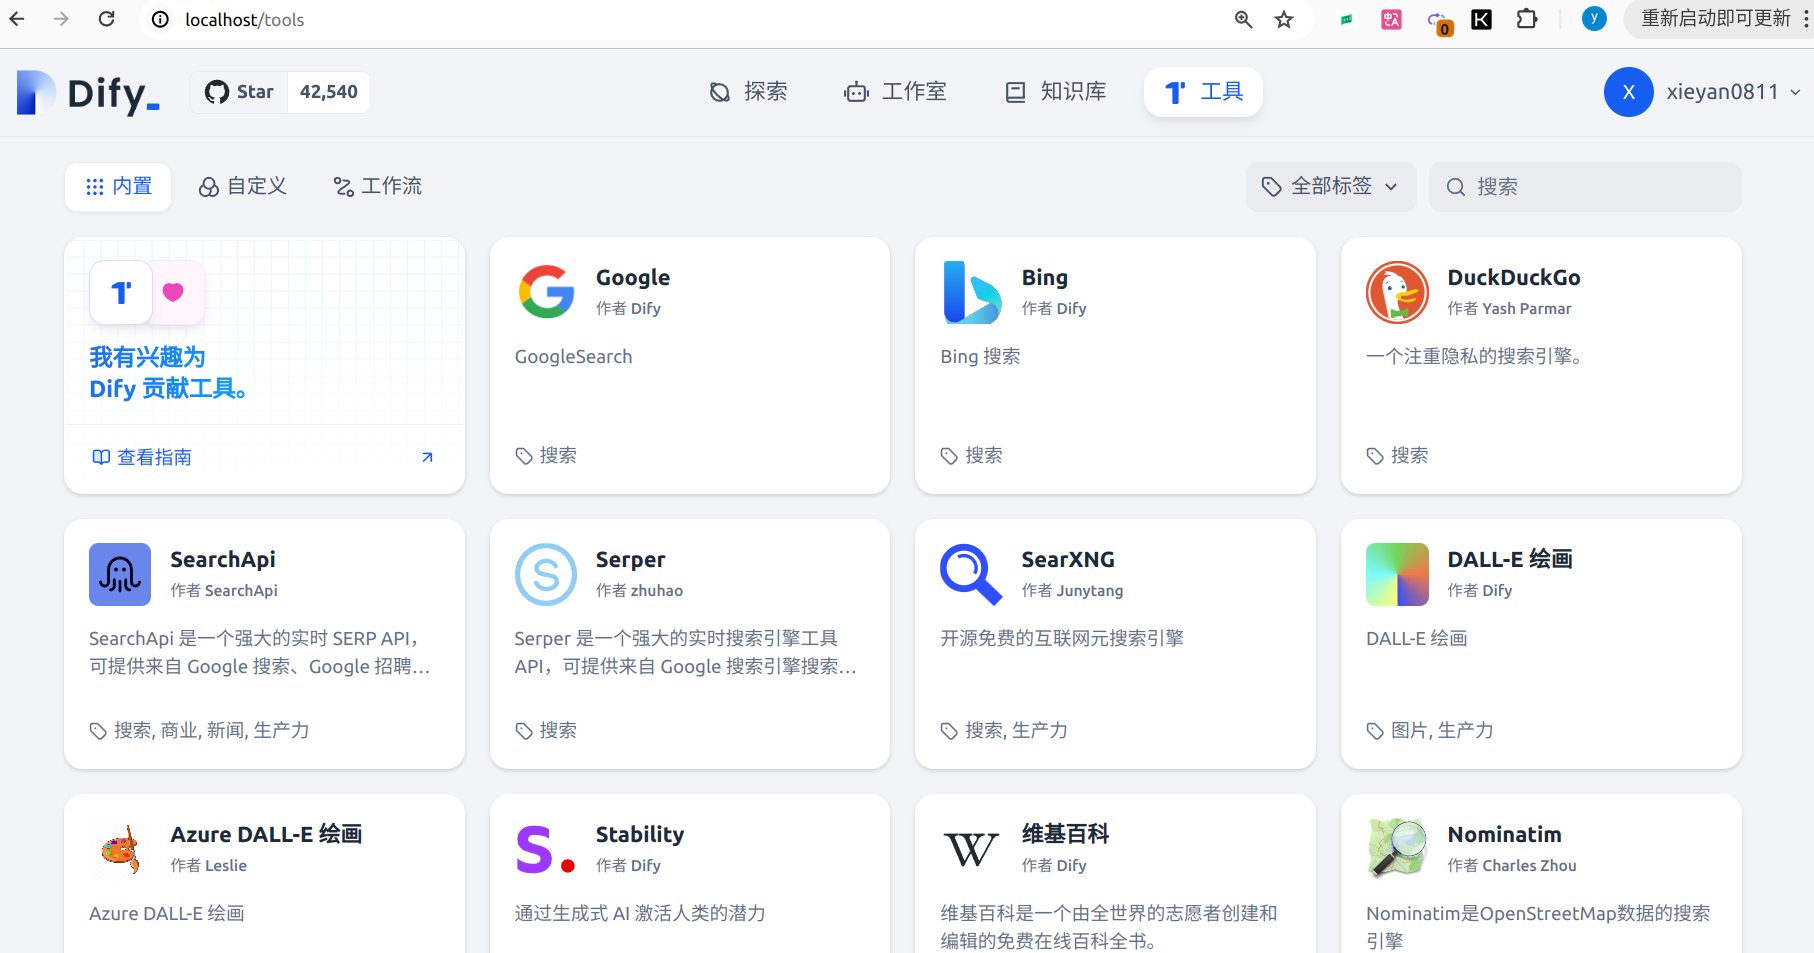 localhost/tools
0
y
重新启动即可更新
Dify_
Star
42,540
探索
工作室
知识库
工具
X
xieyan0811
内置
自定义
工作流
全部标签
搜索
我有兴趣为
Dify 贡献工具。
查看指南
Google
作者 Dify
GoogleSearch
搜索
Bing
作者 Dify
Bing 搜索
搜索
DuckDuckGo
作者 Yash Parmar
一个注重隐私的搜索引擎。
搜索
SearchApi
作者 SearchApi
SearchApi 是一个强大的实时 SERP API，
可提供来自 Google 搜索、Google 招聘...
搜索, 商业, 新闻, 生产力
Serper
作者 zhuhao
Serper 是一个强大的实时搜索引擎工具
API，可提供来自 Google 搜索引擎搜索...
搜索
SearXNG
作者 Junytang
开源免费的互联网元搜索引擎
搜索, 生产力
DALL-E 绘画
作者 Dify
DALL-E 绘画
图片, 生产力
Azure DALL-E 绘画
作者 Leslie
Azure DALL-E 绘画
Stability
作者 Dify
通过生成式 AI 激活人类的潜力
W
维基百科
作者 Dify
维基百科是一个由全世界的志愿者创建和
编辑的免费在线百科全书。
Nominatim
作者 Charles Zhou
Nominatim是OpenStreetMap数据的搜索
引擎